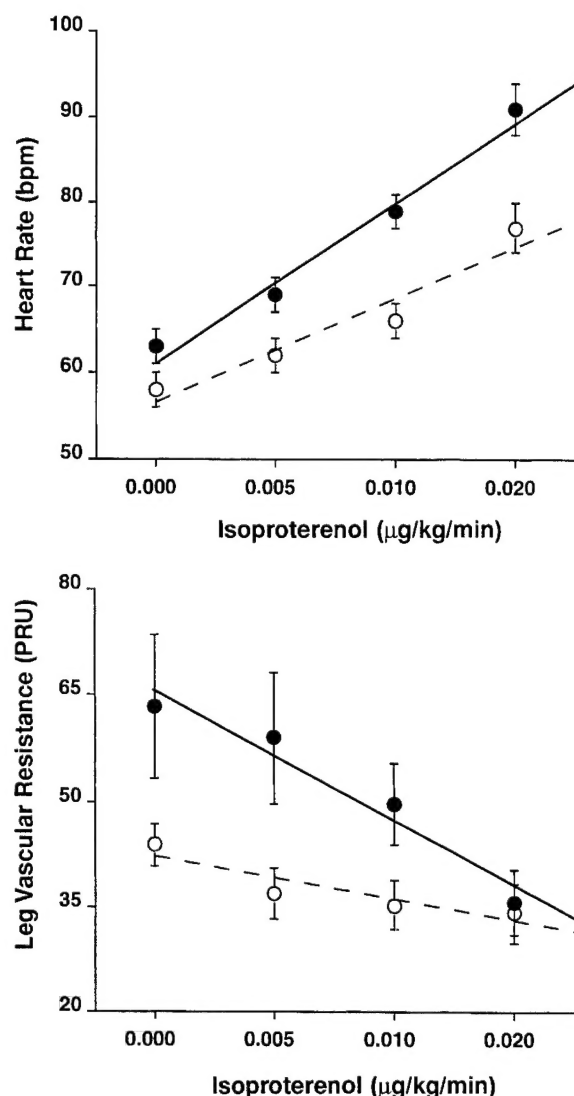 100
90
80
70
60
50
Heart Rate (bpm)
0.000 0.005 0.010 0.020
Isoproterenol (μg/kg/min)
80
65
50
35
20
Leg Vascular Resistance (PRU)
0.000 0.005 0.010 0.020
Isoproterenol (μg/kg/min)